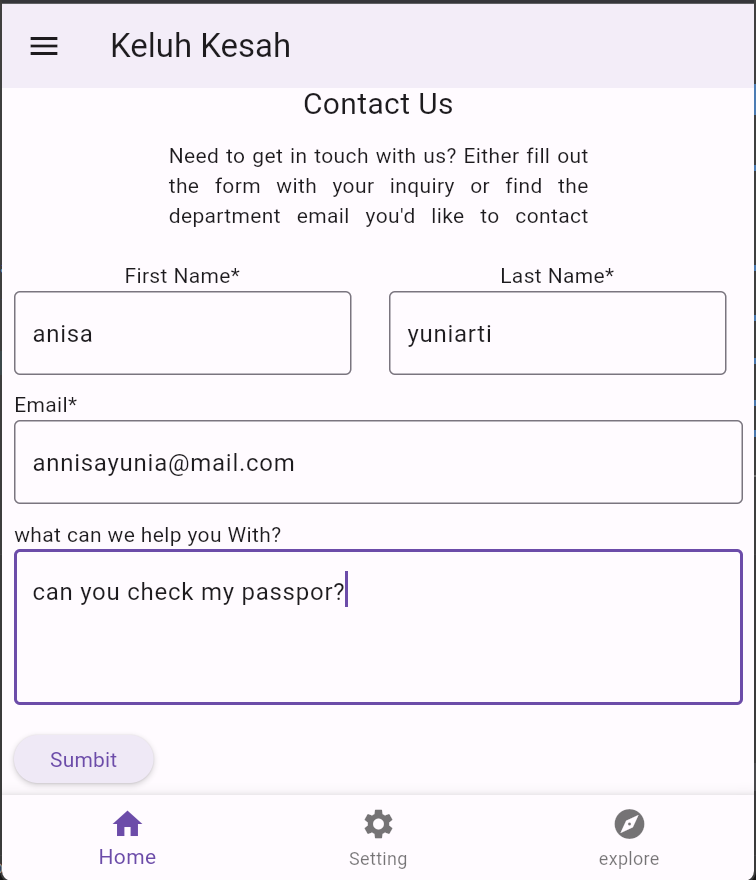 Keluh Kesah
Contact Us
Need to get in touch with us? Either fill out
the form with your inquiry or find the
department email you'd like to contact
First Name*
Last Name*
anisa
yuniarti
Email*
annisayunia@mail.com
what can we help you With?
can you check my passpor?
Sumbit
Home
Setting
explore